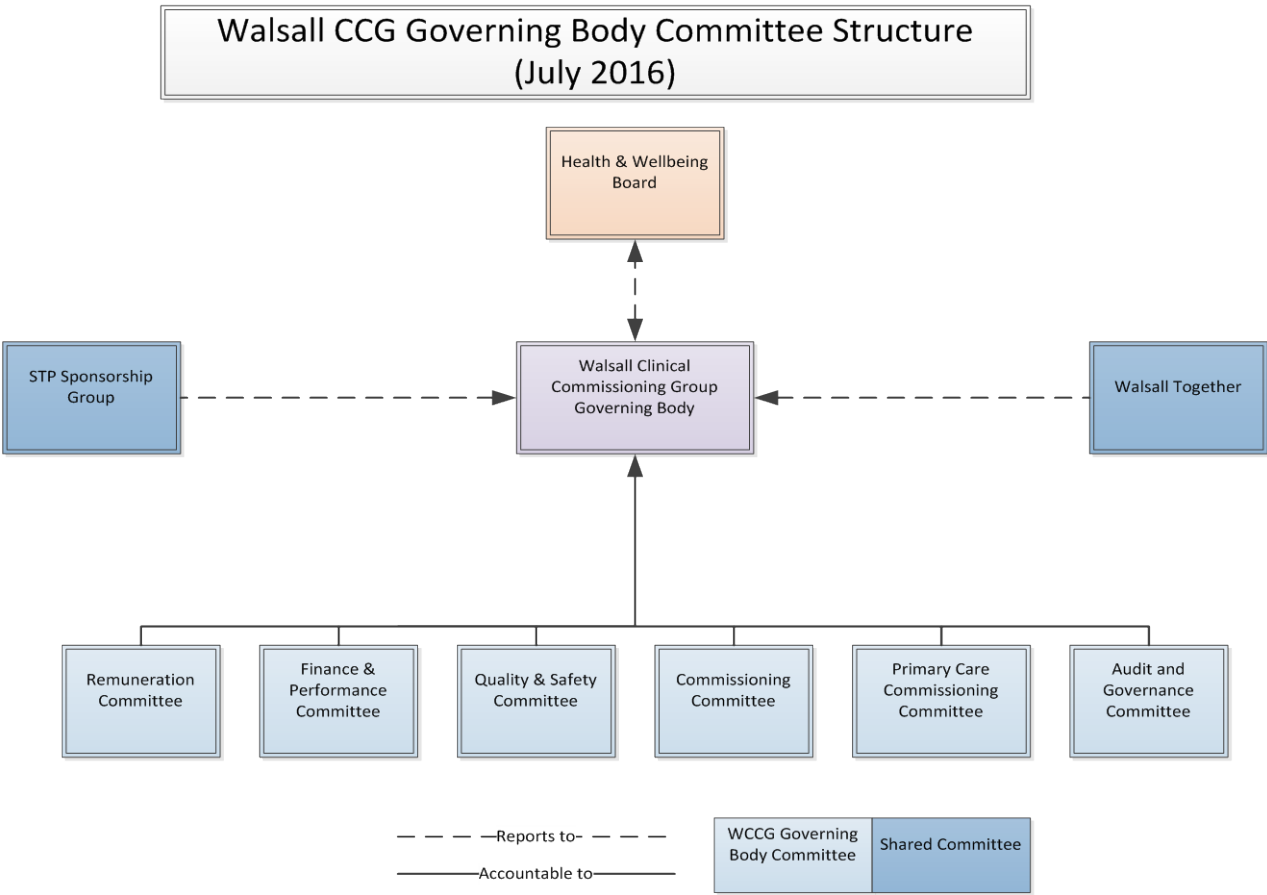 Walsall CCG Governing Body Committee Structure
(July 2016)
Health & Wellbeing
Board
STP Sponsorship
Group
Walsall Clinical
Commissioning Group
Governing Body
Walsall Together
Remuneration
Committee
Finance &
Performance
Committee
Quality & Safety
Committee
Commissioning
Committee
Primary Care
Commissioning
Committee
Audit and
Governance
Committee
Reports to
Accountable to
WCCG Governing
Body Committee
Shared Committee